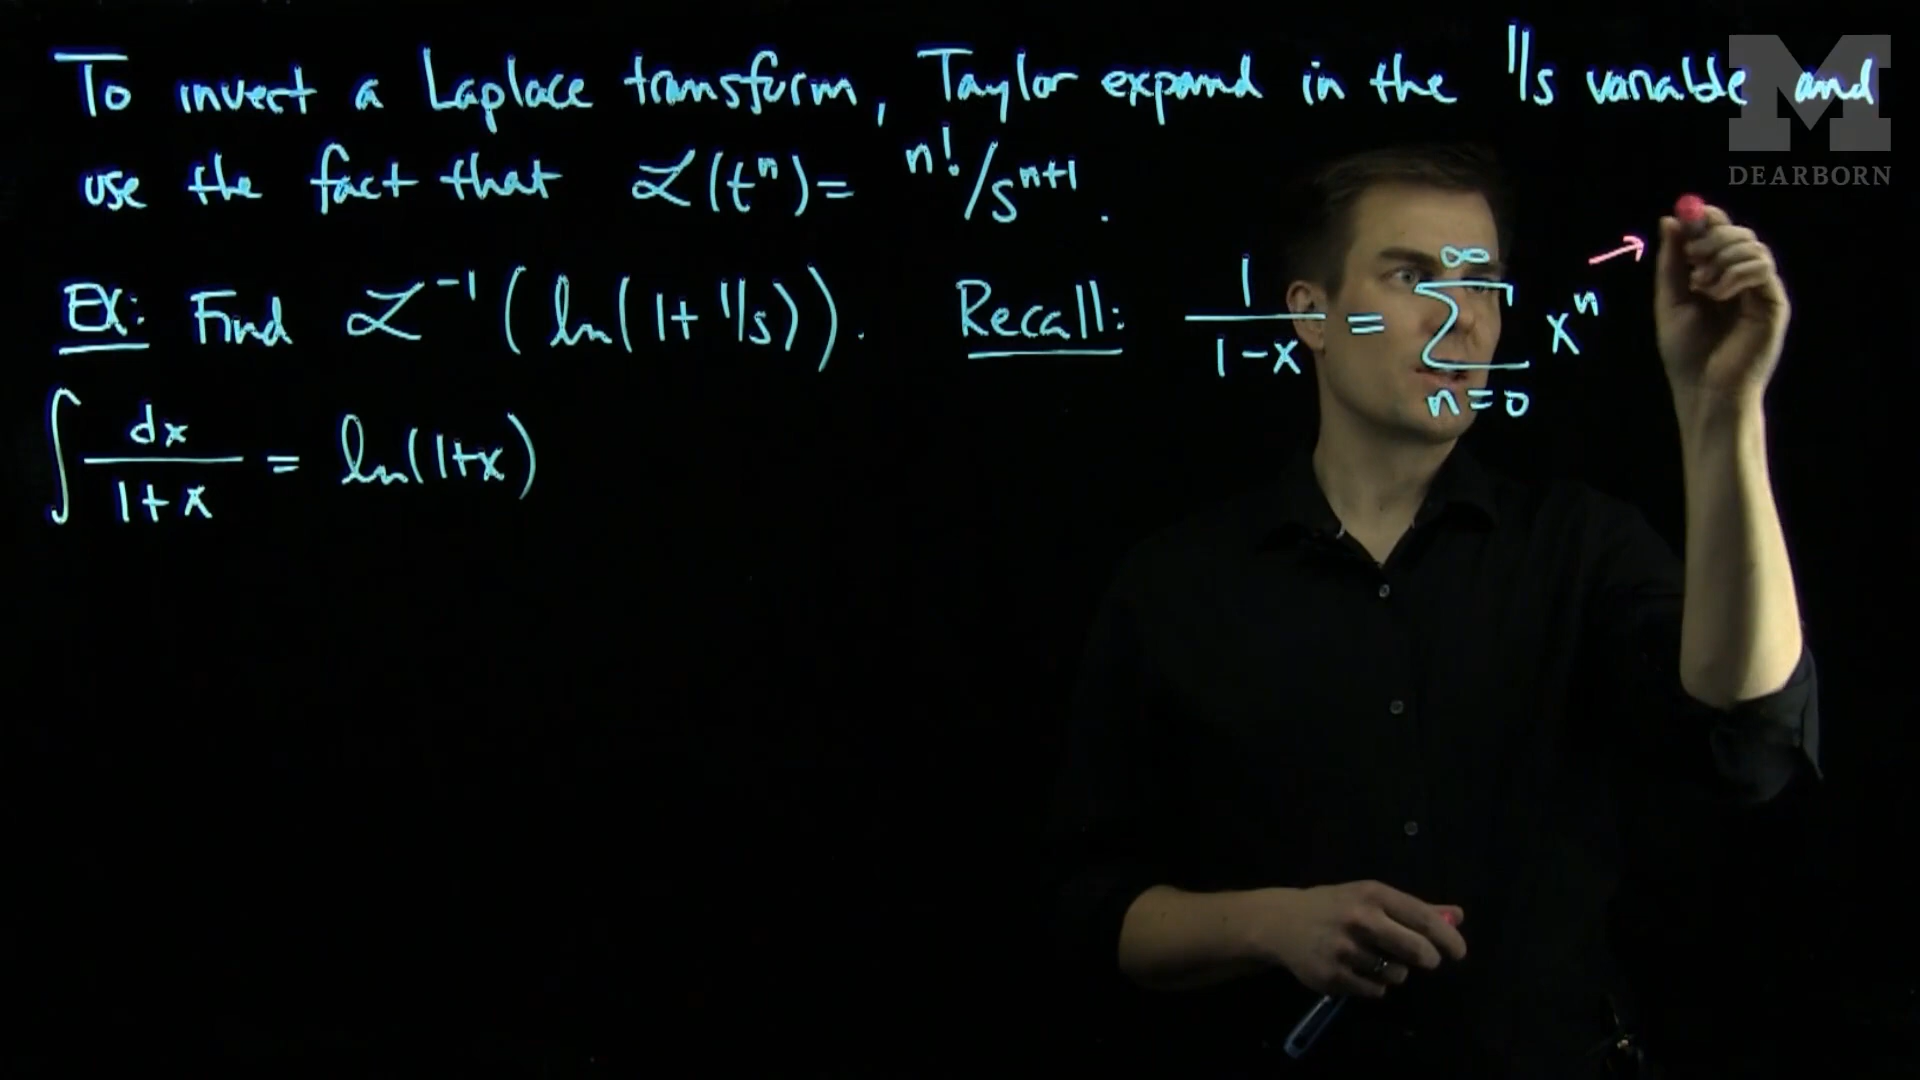 To invert a Laplace transform, Taylor expand in the 1/s variable and
use the fact that ℒ(tⁿ) = n!/sⁿ⁺¹.
Ex: Find ℒ⁻¹(ln(1+1/s)). Recall: 1/(1-x) = ∑_{n=0}^{∞} xⁿ →
∫ dx/(1+x) = ln(1+x)
M
DEARBORN